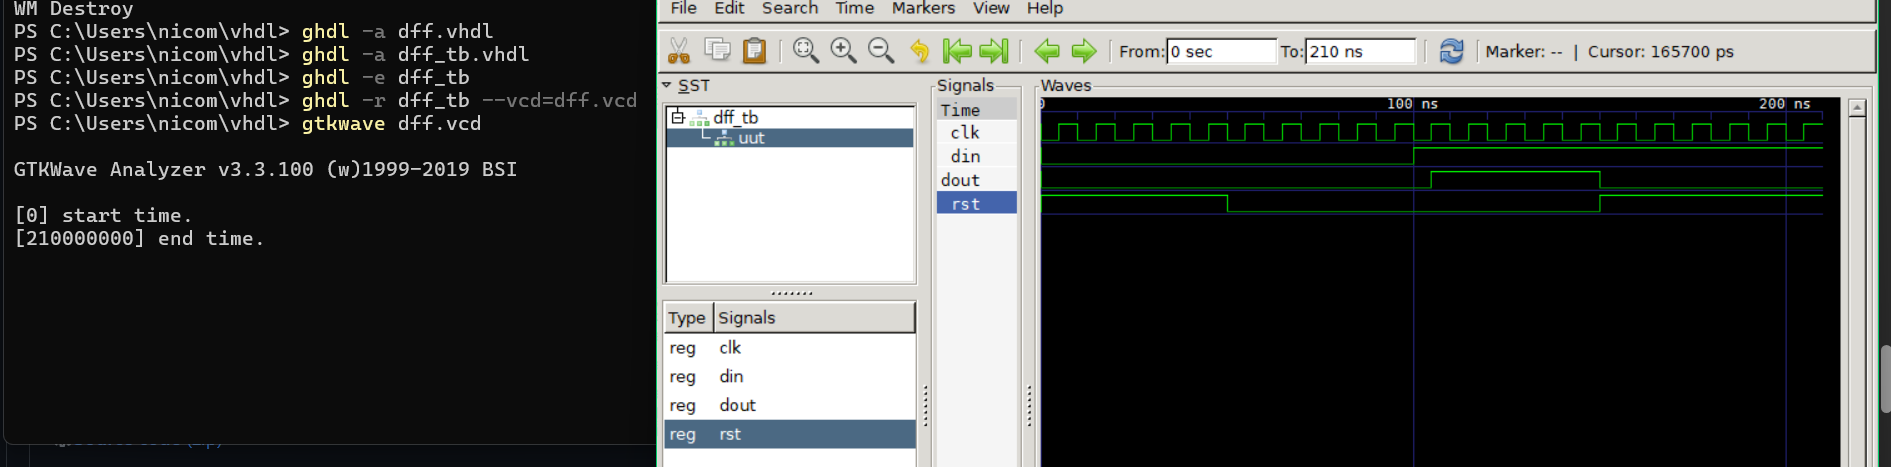 WM Destroy
PS C:\Users\nicom\vhdl> ghdl -a dff.vhdl
PS C:\Users\nicom\vhdl> ghdl -a dff_tb.vhdl
PS C:\Users\nicom\vhdl> ghdl -e dff_tb
PS C:\Users\nicom\vhdl> ghdl -r dff_tb --vcd=dff.vcd
PS C:\Users\nicom\vhdl> gtkwave dff.vcd
GTKWave Analyzer v3.3.100 (w)1999-2019 BSI
[0] start time.
[210000000] end time.
File Edit Search Time Markers View Help
From: 0 sec To: 210 ns Marker: -- | Cursor: 165700 ps
SST
dff_tb
uut
Type Signals
reg clk
reg din
reg dout
reg rst
Signals
Time
clk
din
dout
rst
Waves
0 100 ns 200 ns